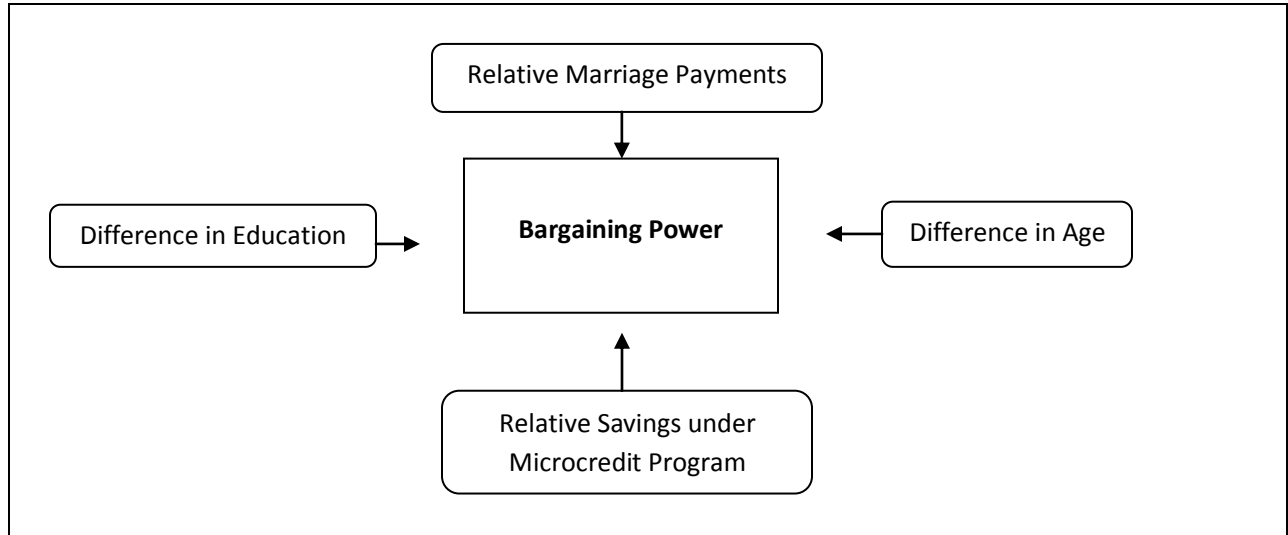 Relative Marriage Payments
Difference in Education
Bargaining Power
Difference in Age
Relative Savings under
Microcredit Program